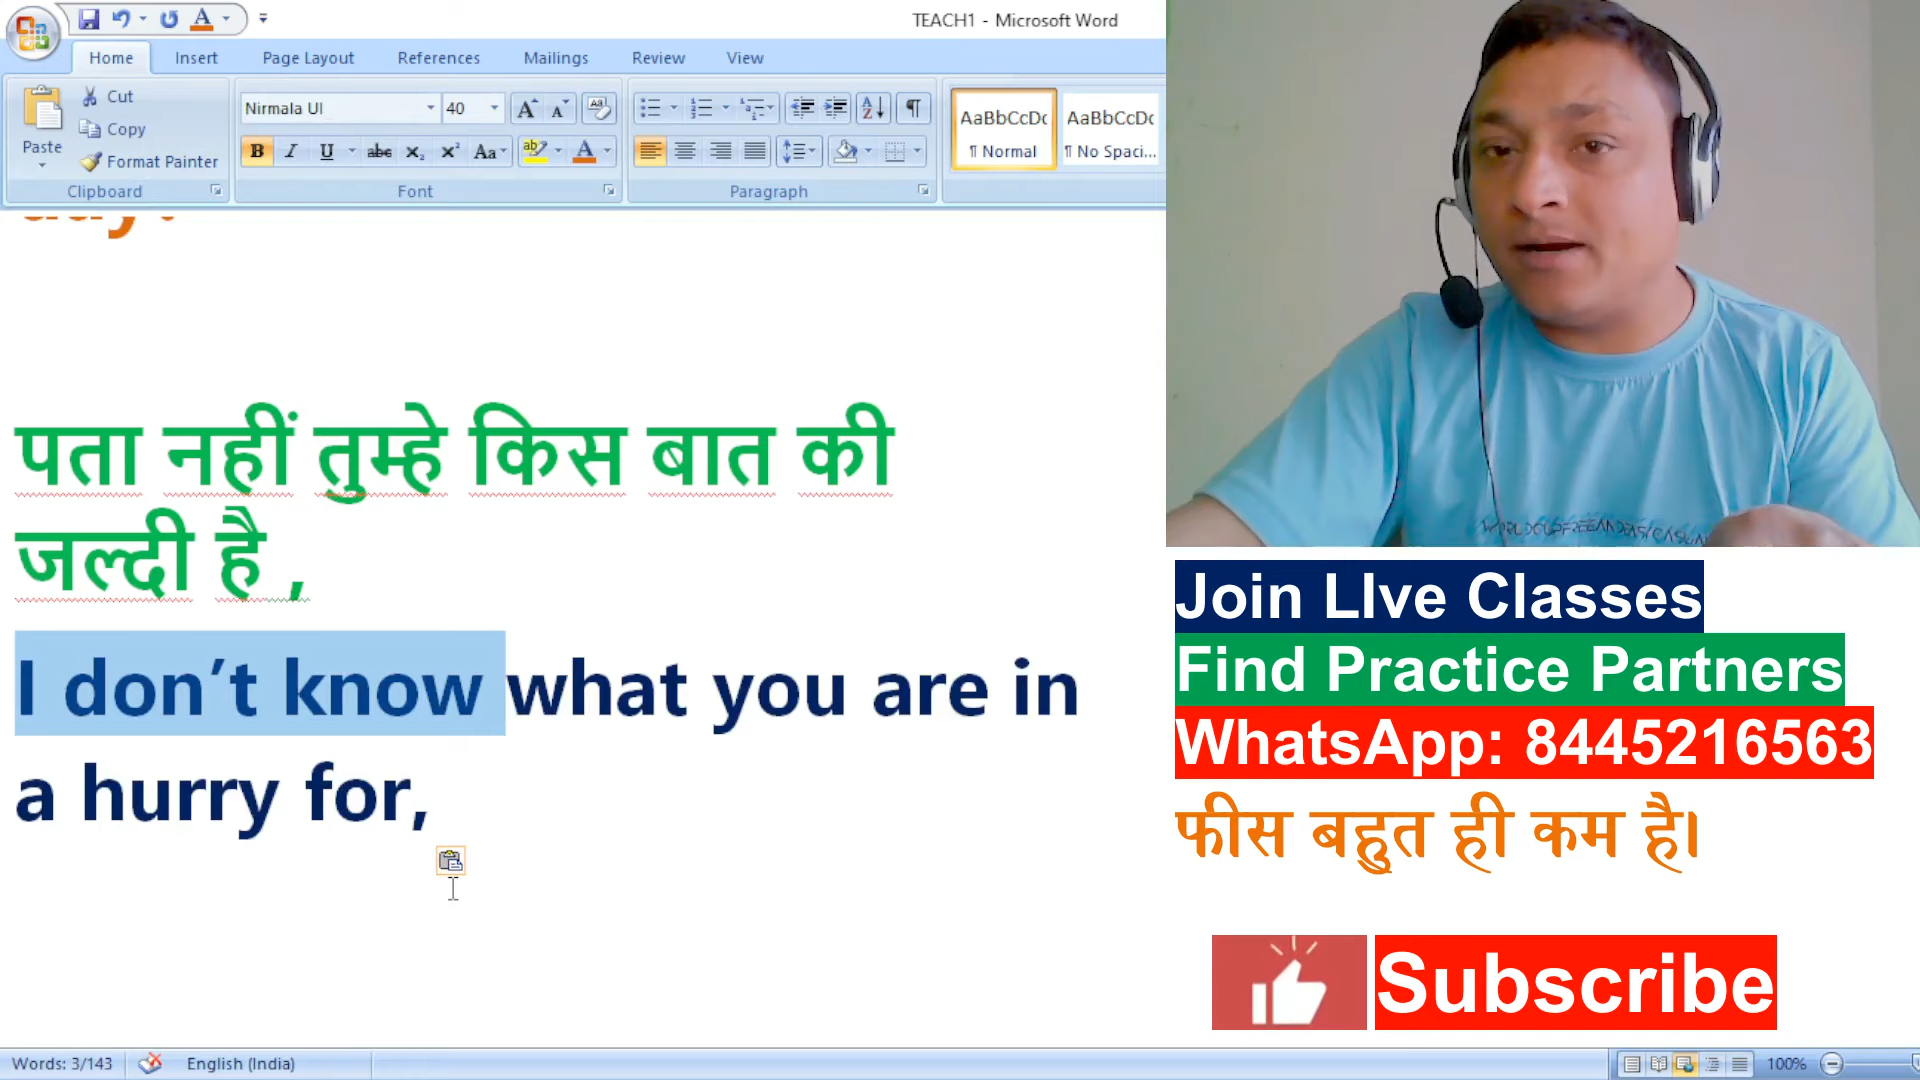 TEACH1 - Microsoft Word
Home Insert Page Layout References Mailings Review View
Paste
Cut
Copy
Format Painter
Clipboard
Nirmala UI 40
Font
Paragraph
AaBbCcDc AaBbCcDc
¶ Normal ¶ No Spaci...
पता नहीं तुम्हे किस बात की
जल्दी है ,
I don’t know what you are in
a hurry for,
Join LIve Classes
Find Practice Partners
WhatsApp: 8445216563
फीस बहुत ही कम है।
Subscribe
Words: 3/143 English (India) 100%